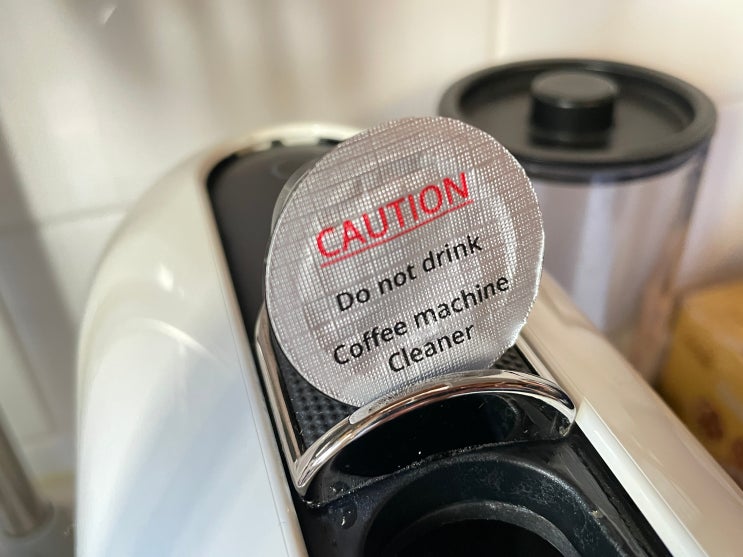 CAUTION
Do not drink
Coffee machine
Cleaner